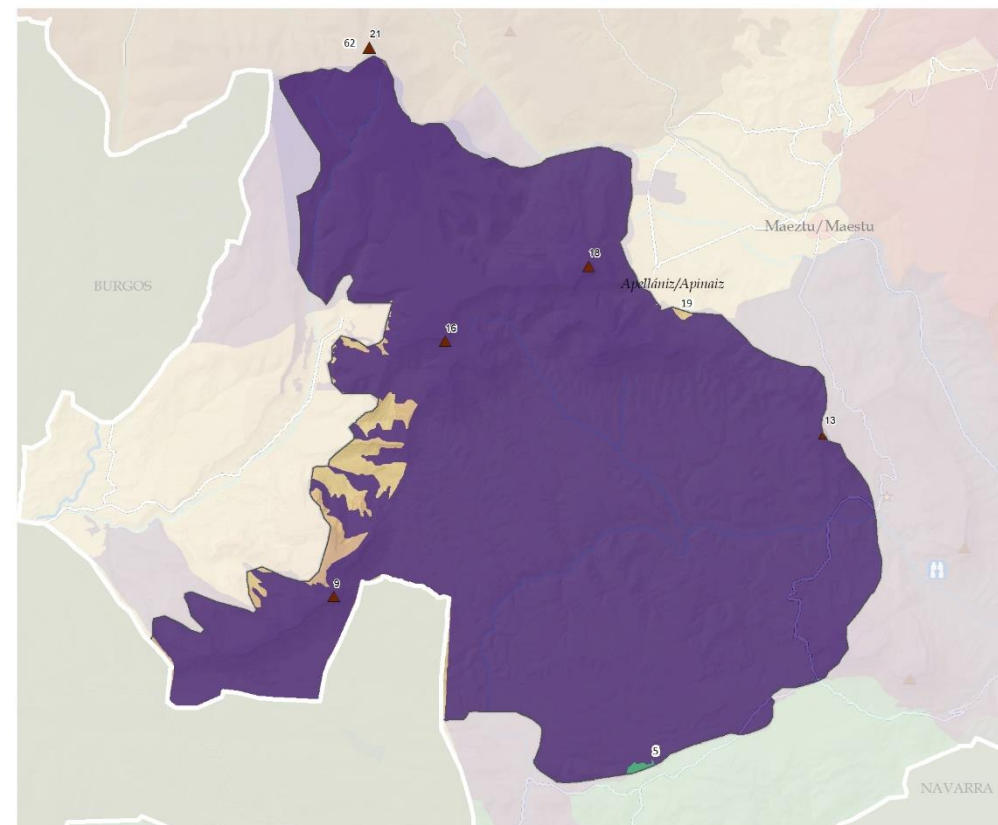 21
62
18
Maeztu/Maestu
Apellániz/Apinaiz
BURGOS
19
16
13
9
5
NAVARRA